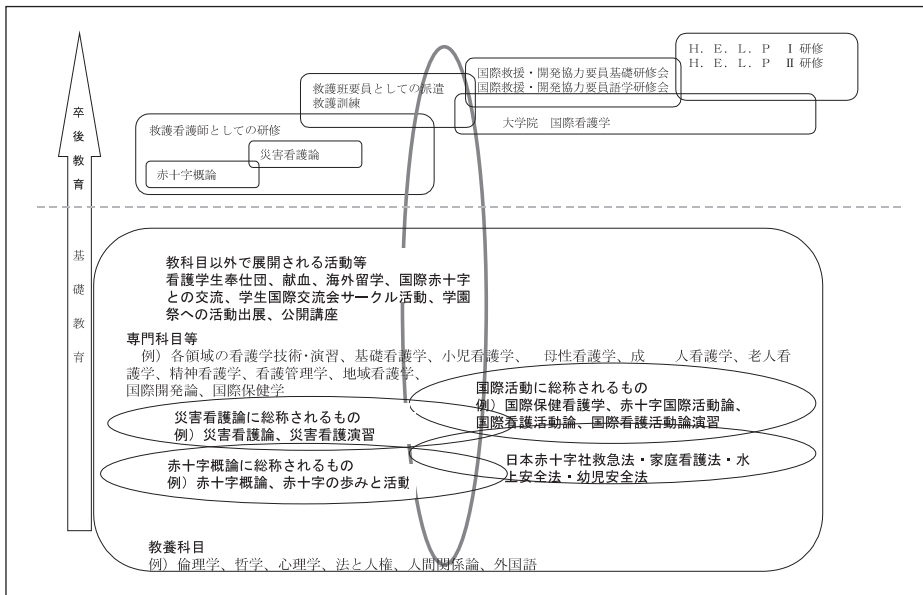 H. E. L. P Ⅰ 研修
H. E. L. P Ⅱ 研修
国際救援・開発協力要員基礎研修会
国際救援・開発協力要員語学研修会
救護班要員としての派遣
救護訓練
大学院 国際看護学
救護看護師としての研修
災害看護論
赤十字概論
卒後教育
基礎教育
教科目以外で展開される活動等
看護学生奉仕団、献血、海外留学、国際赤十字
との交流、学生国際交流会サークル活動、学園
祭への活動出展、公開講座
専門科目等
例）各領域の看護学技術・演習、基礎看護学、小児看護学、 母性看護学、成 人看護学、老人看
護学、精神看護学、看護管理学、地域看護学、
国際開発論、国際保健学
国際活動に総称されるもの
例）国際保健看護学、赤十字国際活動論、
国際看護活動論、国際看護活動論演習
災害看護論に総称されるもの
例）災害看護論、災害看護演習
日本赤十字社救急法・家庭看護法・水
上安全法・幼児安全法
赤十字概論に総称されるもの
例）赤十字概論、赤十字の歩みと活動
教養科目
例）倫理学、哲学、心理学、法と人権、人間関係論、外国語